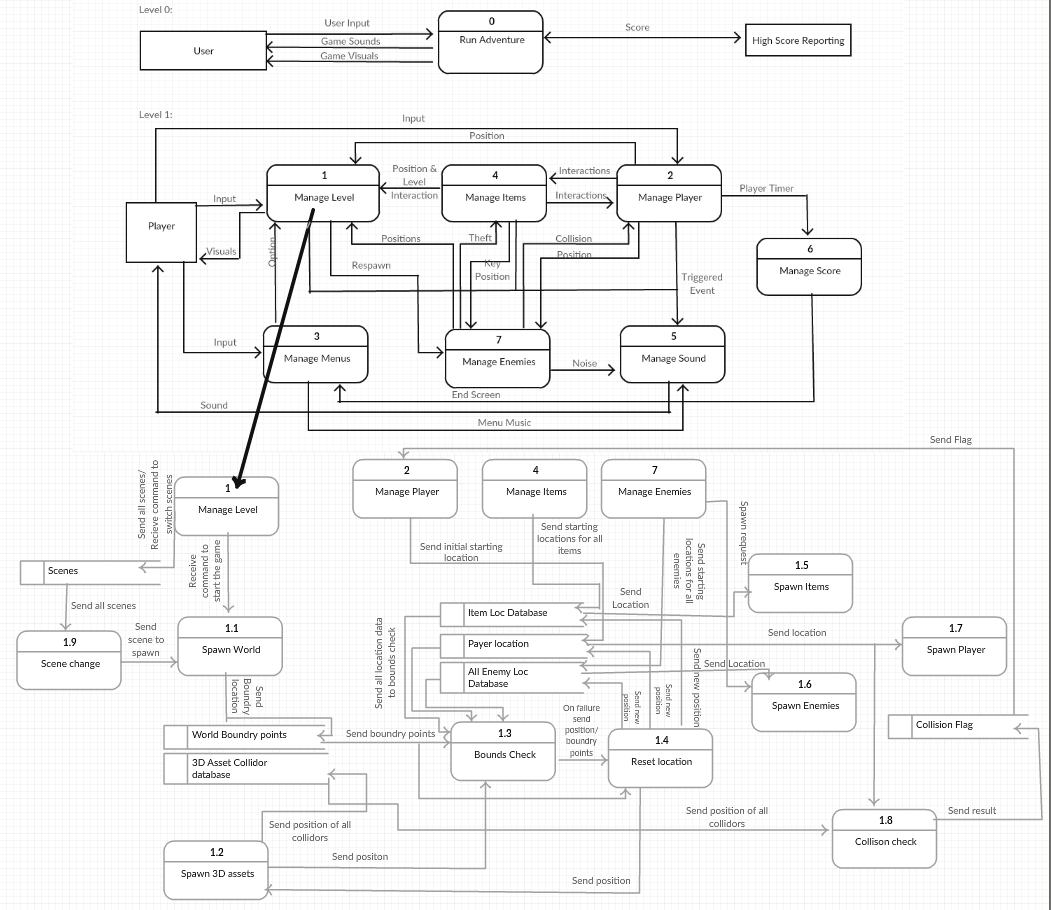 Level 0:
User Input
User
Game Sounds
Game Visuals
0
Run Adventure
Score
High Score Reporting
Level 1:
Input
Position
Player
Input
Visuals
Option
1
Manage Level
Position &
Level
Interaction
4
Manage Items
Interactions
Interactions
2
Manage Player
Player Timer
6
Manage Score
Positions
Theft
Collision
Position
Key
Position
Respawn
Triggered
Event
Input
3
Manage Menus
7
Manage Enemies
Noise
5
Manage Sound
End Screen
Sound
Menu Music
Send Flag
Send all scenes/
Recieve command to
switch scenes
1
Manage Level
2
Manage Player
4
Manage Items
7
Manage Enemies
Receive
command to
start the game
Scenes
Send all scenes
Send initial starting
location
Send starting
locations for all
items
Send starting
locations for all
enemies
Spawn request
1.5
Spawn Items
Send
Location
1.9
Scene change
Send
scene to
spawn
1.1
Spawn World
Send all location data
to bounds check
Item Loc Database
Payer location
All Enemy Loc
Database
Send location
1.7
Spawn Player
Send Location
1.6
Spawn Enemies
Send new position
Send new
position
Send new
position
Send
Boundry
location
World Boundry points
Send boundry points
1.3
Bounds Check
On failure
send
position/
boundry
points
1.4
Reset location
Collision Flag
3D Asset Collidor
database
Send position of all
collidors
Send position of all
collidors
1.8
Collison check
Send result
1.2
Spawn 3D assets
Send positon
Send position